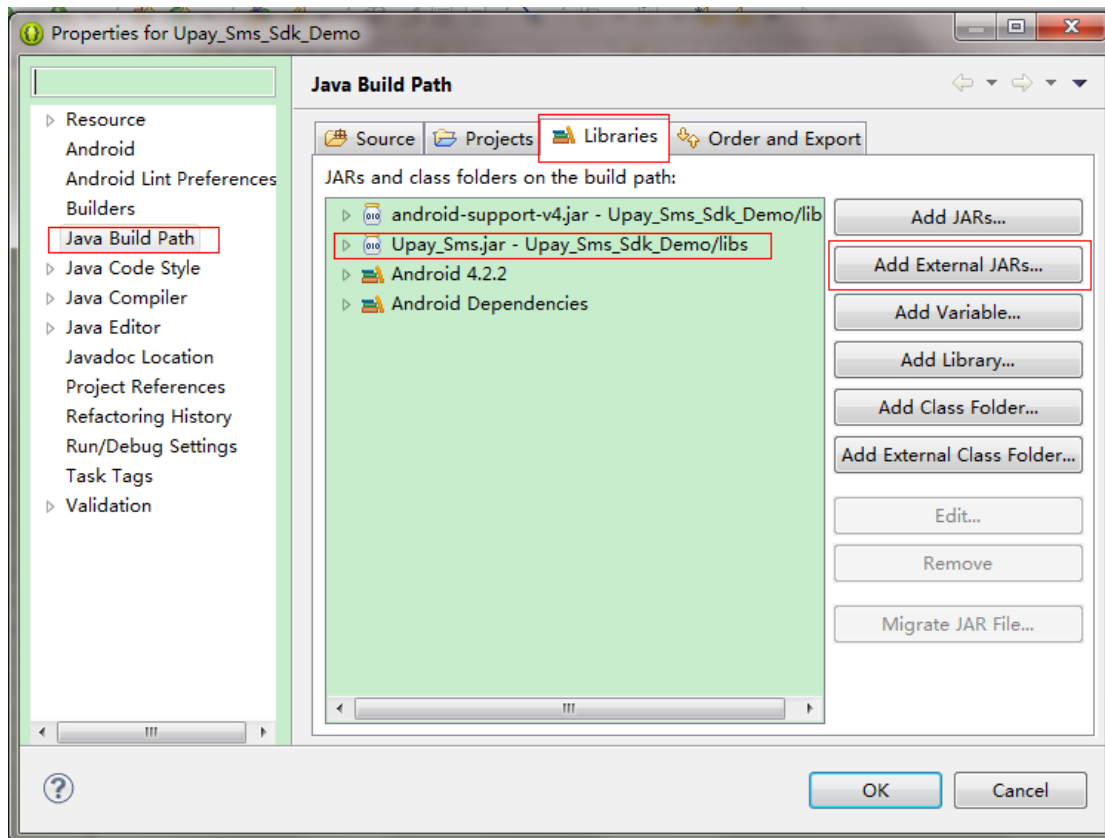 Properties for Upay_Sms_Sdk_Demo
Java Build Path
Resource
Android
Android Lint Preferences
Builders
Java Build Path
Java Code Style
Java Compiler
Java Editor
Javadoc Location
Project References
Refactoring History
Run/Debug Settings
Task Tags
Validation
Source
Projects
Libraries
Order and Export
JARs and class folders on the build path:
android-support-v4.jar - Upay_Sms_Sdk_Demo/lib
Upay_Sms.jar - Upay_Sms_Sdk_Demo/libs
Android 4.2.2
Android Dependencies
Add JARs...
Add External JARs...
Add Variable...
Add Library...
Add Class Folder...
Add External Class Folder...
Edit...
Remove
Migrate JAR File...
OK
Cancel